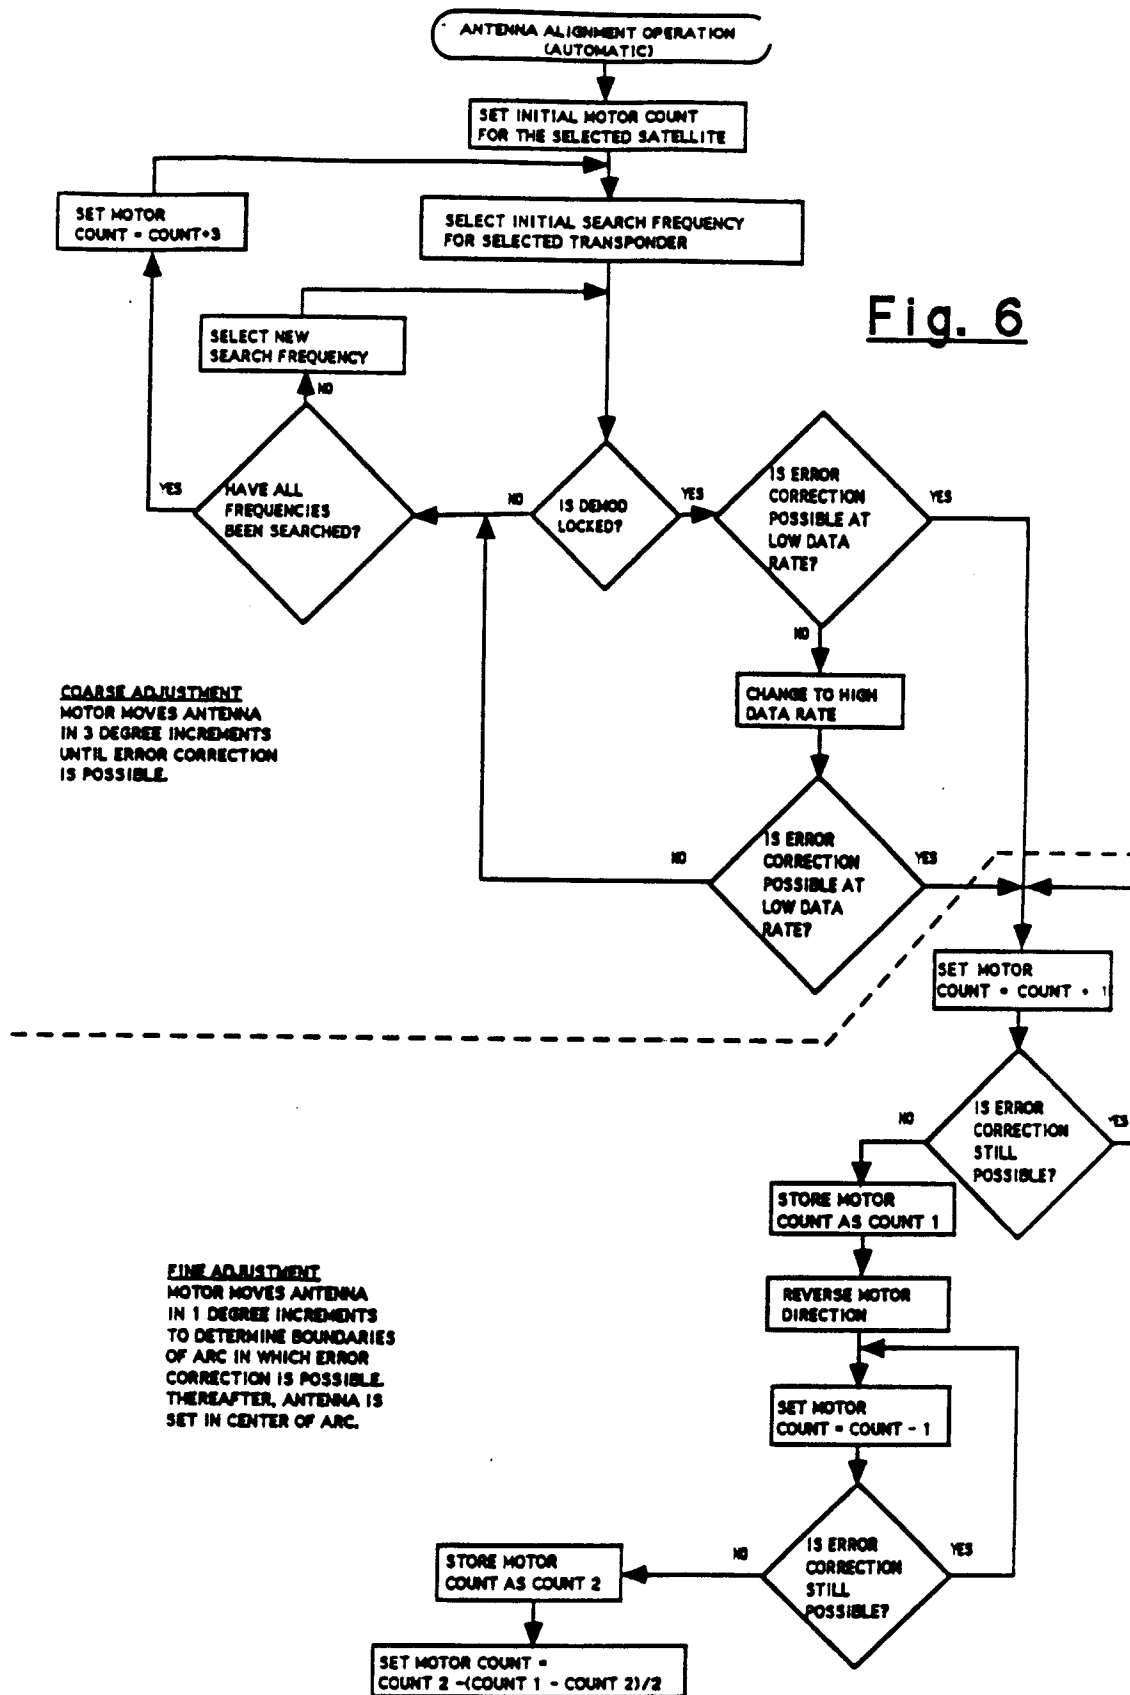 ANTENNA ALIGNMENT OPERATION
(AUTOMATIC)
SET INITIAL MOTOR COUNT
FOR THE SELECTED SATELLITE
SET MOTOR
COUNT = COUNT+3
SELECT INITIAL SEARCH FREQUENCY
FOR SELECTED TRANSPONDER
Fig. 6
SELECT NEW
SEARCH FREQUENCY
NO
YES
HAVE ALL
FREQUENCIES
BEEN SEARCHED?
NO
IS DEMOD
LOCKED?
YES
IS ERROR
CORRECTION
POSSIBLE AT
LOW DATA
RATE?
YES
NO
CHANGE TO HIGH
DATA RATE
COARSE ADJUSTMENT
MOTOR MOVES ANTENNA
IN 3 DEGREE INCREMENTS
UNTIL ERROR CORRECTION
IS POSSIBLE.
NO
IS ERROR
CORRECTION
POSSIBLE AT
LOW DATA
RATE?
YES
SET MOTOR
COUNT = COUNT + 1
NO
IS ERROR
CORRECTION
STILL
POSSIBLE?
YES
STORE MOTOR
COUNT AS COUNT 1
REVERSE MOTOR
DIRECTION
FINE ADJUSTMENT
MOTOR MOVES ANTENNA
IN 1 DEGREE INCREMENTS
TO DETERMINE BOUNDARIES
OF ARC IN WHICH ERROR
CORRECTION IS POSSIBLE.
THEREAFTER, ANTENNA IS
SET IN CENTER OF ARC.
SET MOTOR
COUNT = COUNT - 1
NO
IS ERROR
CORRECTION
STILL
POSSIBLE?
YES
STORE MOTOR
COUNT AS COUNT 2
SET MOTOR COUNT =
COUNT 2 -(COUNT 1 - COUNT 2)/2